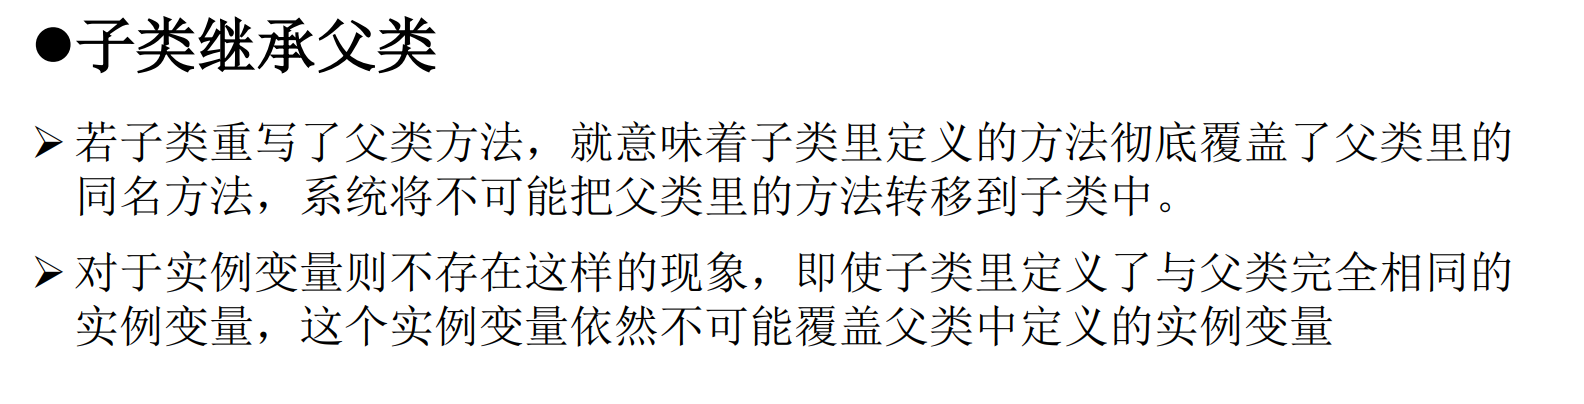 ●子类继承父类
➢若子类重写了父类方法，就意味着子类里定义的方法彻底覆盖了父类里的
同名方法，系统将不可能把父类里的方法转移到子类中。
➢对于实例变量则不存在这样的现象，即使子类里定义了与父类完全相同的
实例变量，这个实例变量依然不可能覆盖父类中定义的实例变量